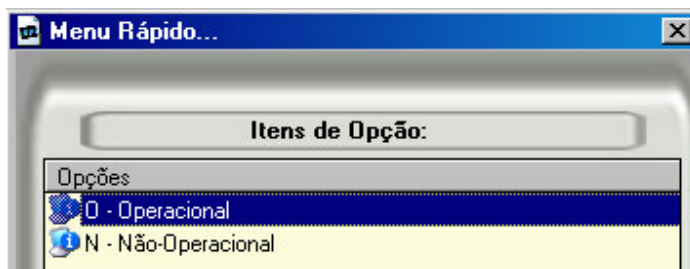 Menu Rápido...
Itens de Opção:
Opções
O - Operacional
N - Não-Operacional